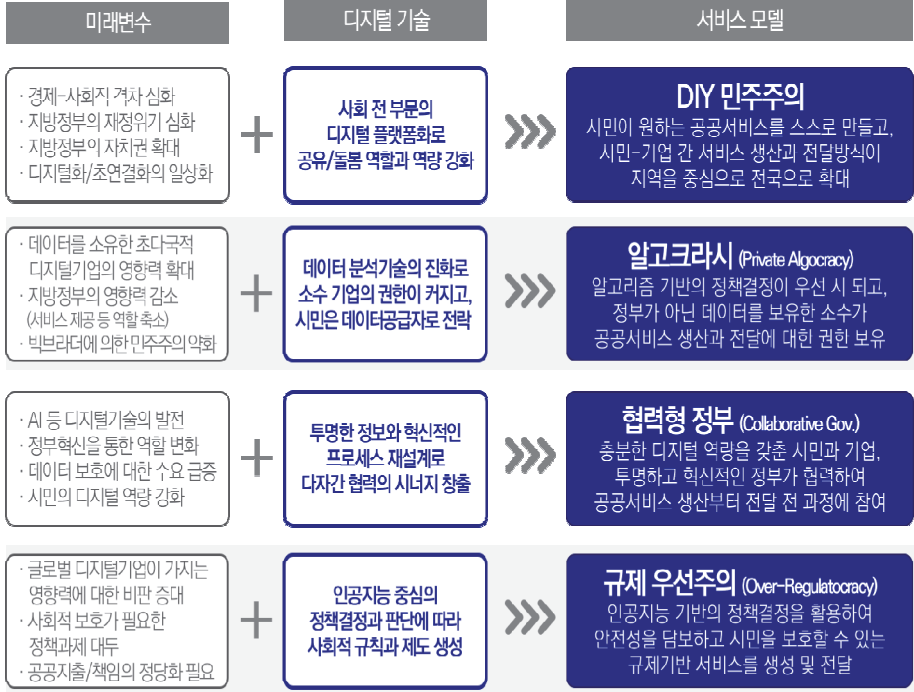 미래변수
디지털 기술
서비스 모델
· 경제-사회적 격차 심화
· 지방정부의 재정위기 심화
· 지방정부의 자치권 확대
· 디지털화/초연결화의 일상화
+
사회 전 부문의
디지털 플랫폼화로
공유/돌봄 역할과 역량 강화
DIY 민주주의
시민이 원하는 공공서비스를 스스로 만들고,
시민-기업 간 서비스 생산과 전달방식이
지역을 중심으로 전국으로 확대
· 데이터를 소유한 초다국적
디지털기업의 영향력 확대
· 지방정부의 영향력 감소
(서비스 제공 등 역할 축소)
· 빅브라더에 의한 민주주의 약화
+
데이터 분석기술의 진화로
소수 기업의 권한이 커지고,
시민은 데이터공급자로 전락
알고크라시 (Private Algocracy)
알고리즘 기반의 정책결정이 우선 시 되고,
정부가 아닌 데이터를 보유한 소수가
공공서비스 생산과 전달에 대한 권한 보유
· AI 등 디지털기술의 발전
· 정부혁신을 통한 역할 변화
· 데이터 보호에 대한 수요 급증
· 시민의 디지털 역량 강화
+
투명한 정보와 혁신적인
프로세스 재설계로
다자간 협력의 시너지 창출
협력형 정부 (Collaborative Gov.)
충분한 디지털 역량을 갖춘 시민과 기업,
투명하고 혁신적인 정부가 협력하여
공공서비스 생산부터 전달 전 과정에 참여
· 글로벌 디지털기업이 가지는
영향력에 대한 비판 증대
· 사회적 보호가 필요한
정책과제 대두
· 공공지출/책임의 정당화 필요
+
인공지능 중심의
정책결정과 판단에 따라
사회적 규칙과 제도 생성
규제 우선주의 (Over-Regulatocracy)
인공지능 기반의 정책결정을 활용하여
안전성을 담보하고 시민을 보호할 수 있는
규제기반 서비스를 생성 및 전달